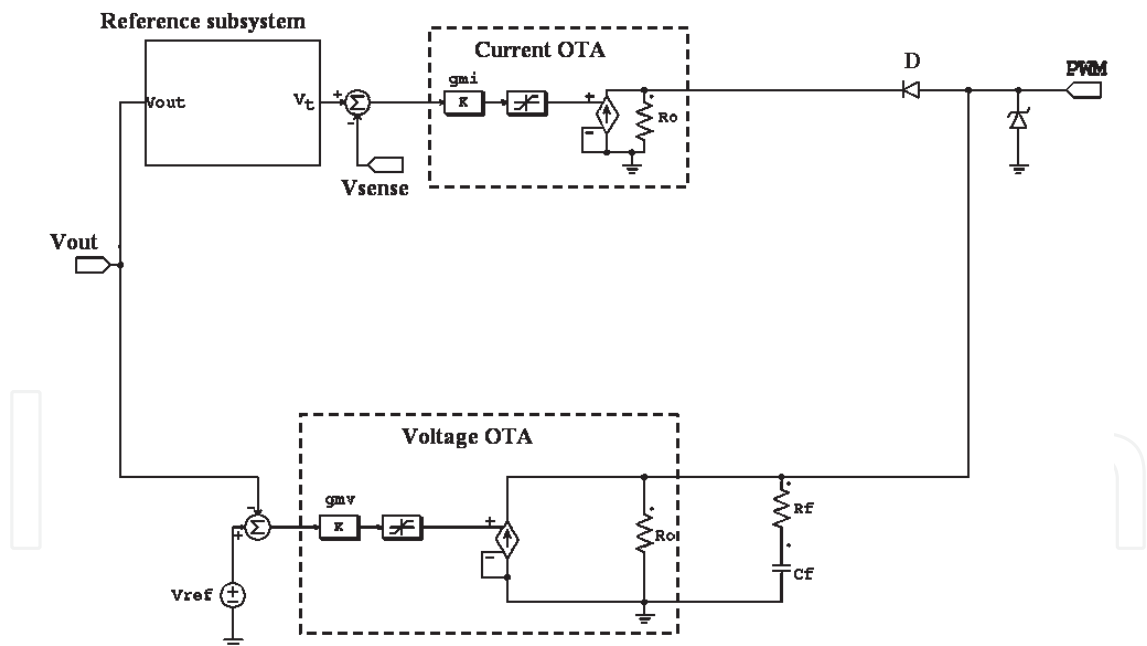 Reference subsystem
Current OTA
D
PWM
gmi
Vout
Vt
+
Σ
-
K
+
-
Ro
Vsense
Vout
Voltage OTA
gmv
-
+
Σ
K
+
-
Ro
Rf
Cf
Vref
+
-